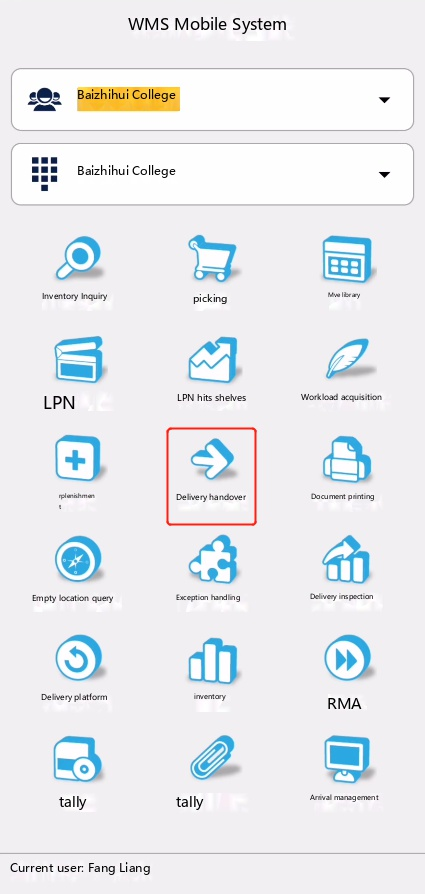 WMS Mobile System
Baizhihui College
Baizhihui College
Inventory Inquiry
picking
Mve library
LPN
LPN hits shelves
Workload acquisition
rplenishmen
t
Delivery handover
Document printing
Empty location query
Exception handling
Delivery inspection
Delivery platform
inventory
RMA
tally
tally
Arrival management
Current user: Fang Liang